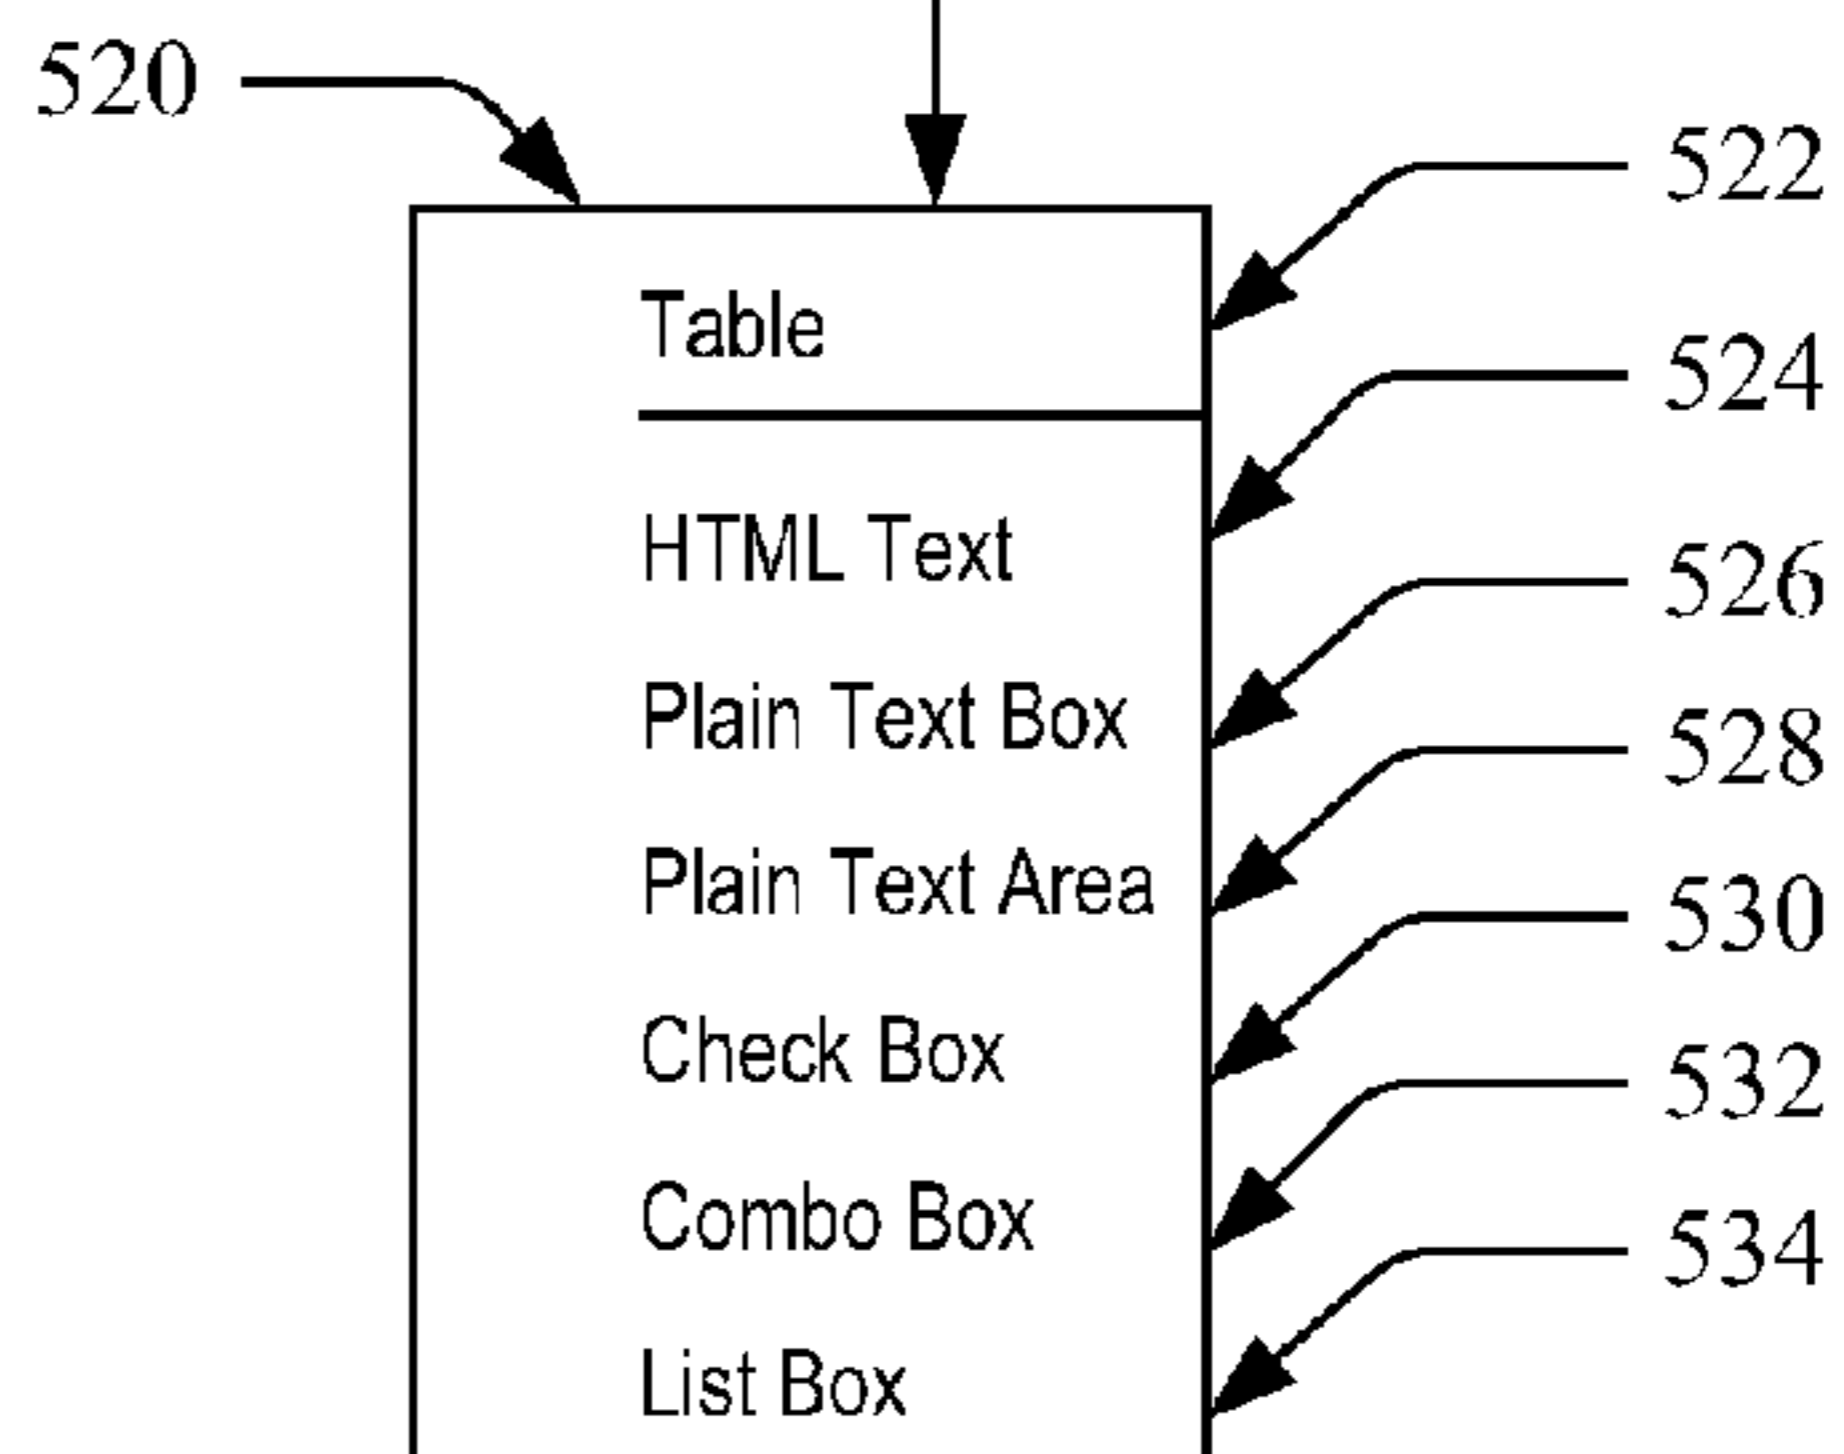 520
522
Table
524
HTML Text
526
Plain Text Box
528
Plain Text Area
530
Check Box
532
Combo Box
534
List Box